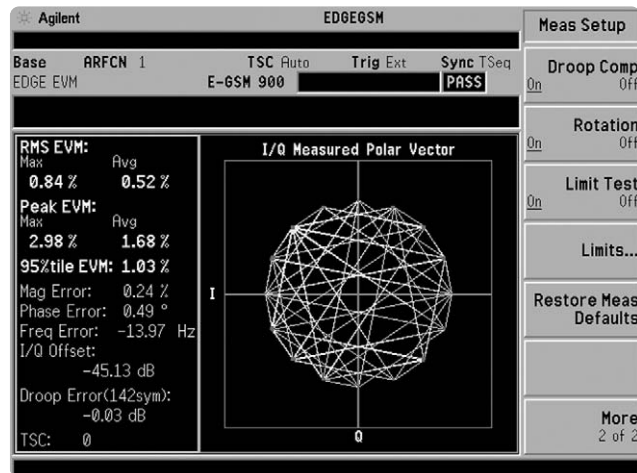 Agilent
EDGEGSM
Meas Setup
Base ARFCN 1 TSC Auto Trig Ext Sync TSeq
EDGE EVM E-GSM 900 PASS
Droop Comp
On Off
Rotation
On Off
Limit Test
On Off
Limits...
Restore Meas
Defaults
More
2 of 2
RMS EVM:
Max Avg
0.84 % 0.52 %
Peak EVM:
Max Avg
2.98 % 1.68 %
95%tile EVM: 1.03 %
Mag Error: 0.24 %
Phase Error: 0.49 °
Freq Error: -13.97 Hz
I/Q Offset:
-45.13 dB
Droop Error(142sym):
-0.03 dB
TSC: 0
I/Q Measured Polar Vector
I
Q